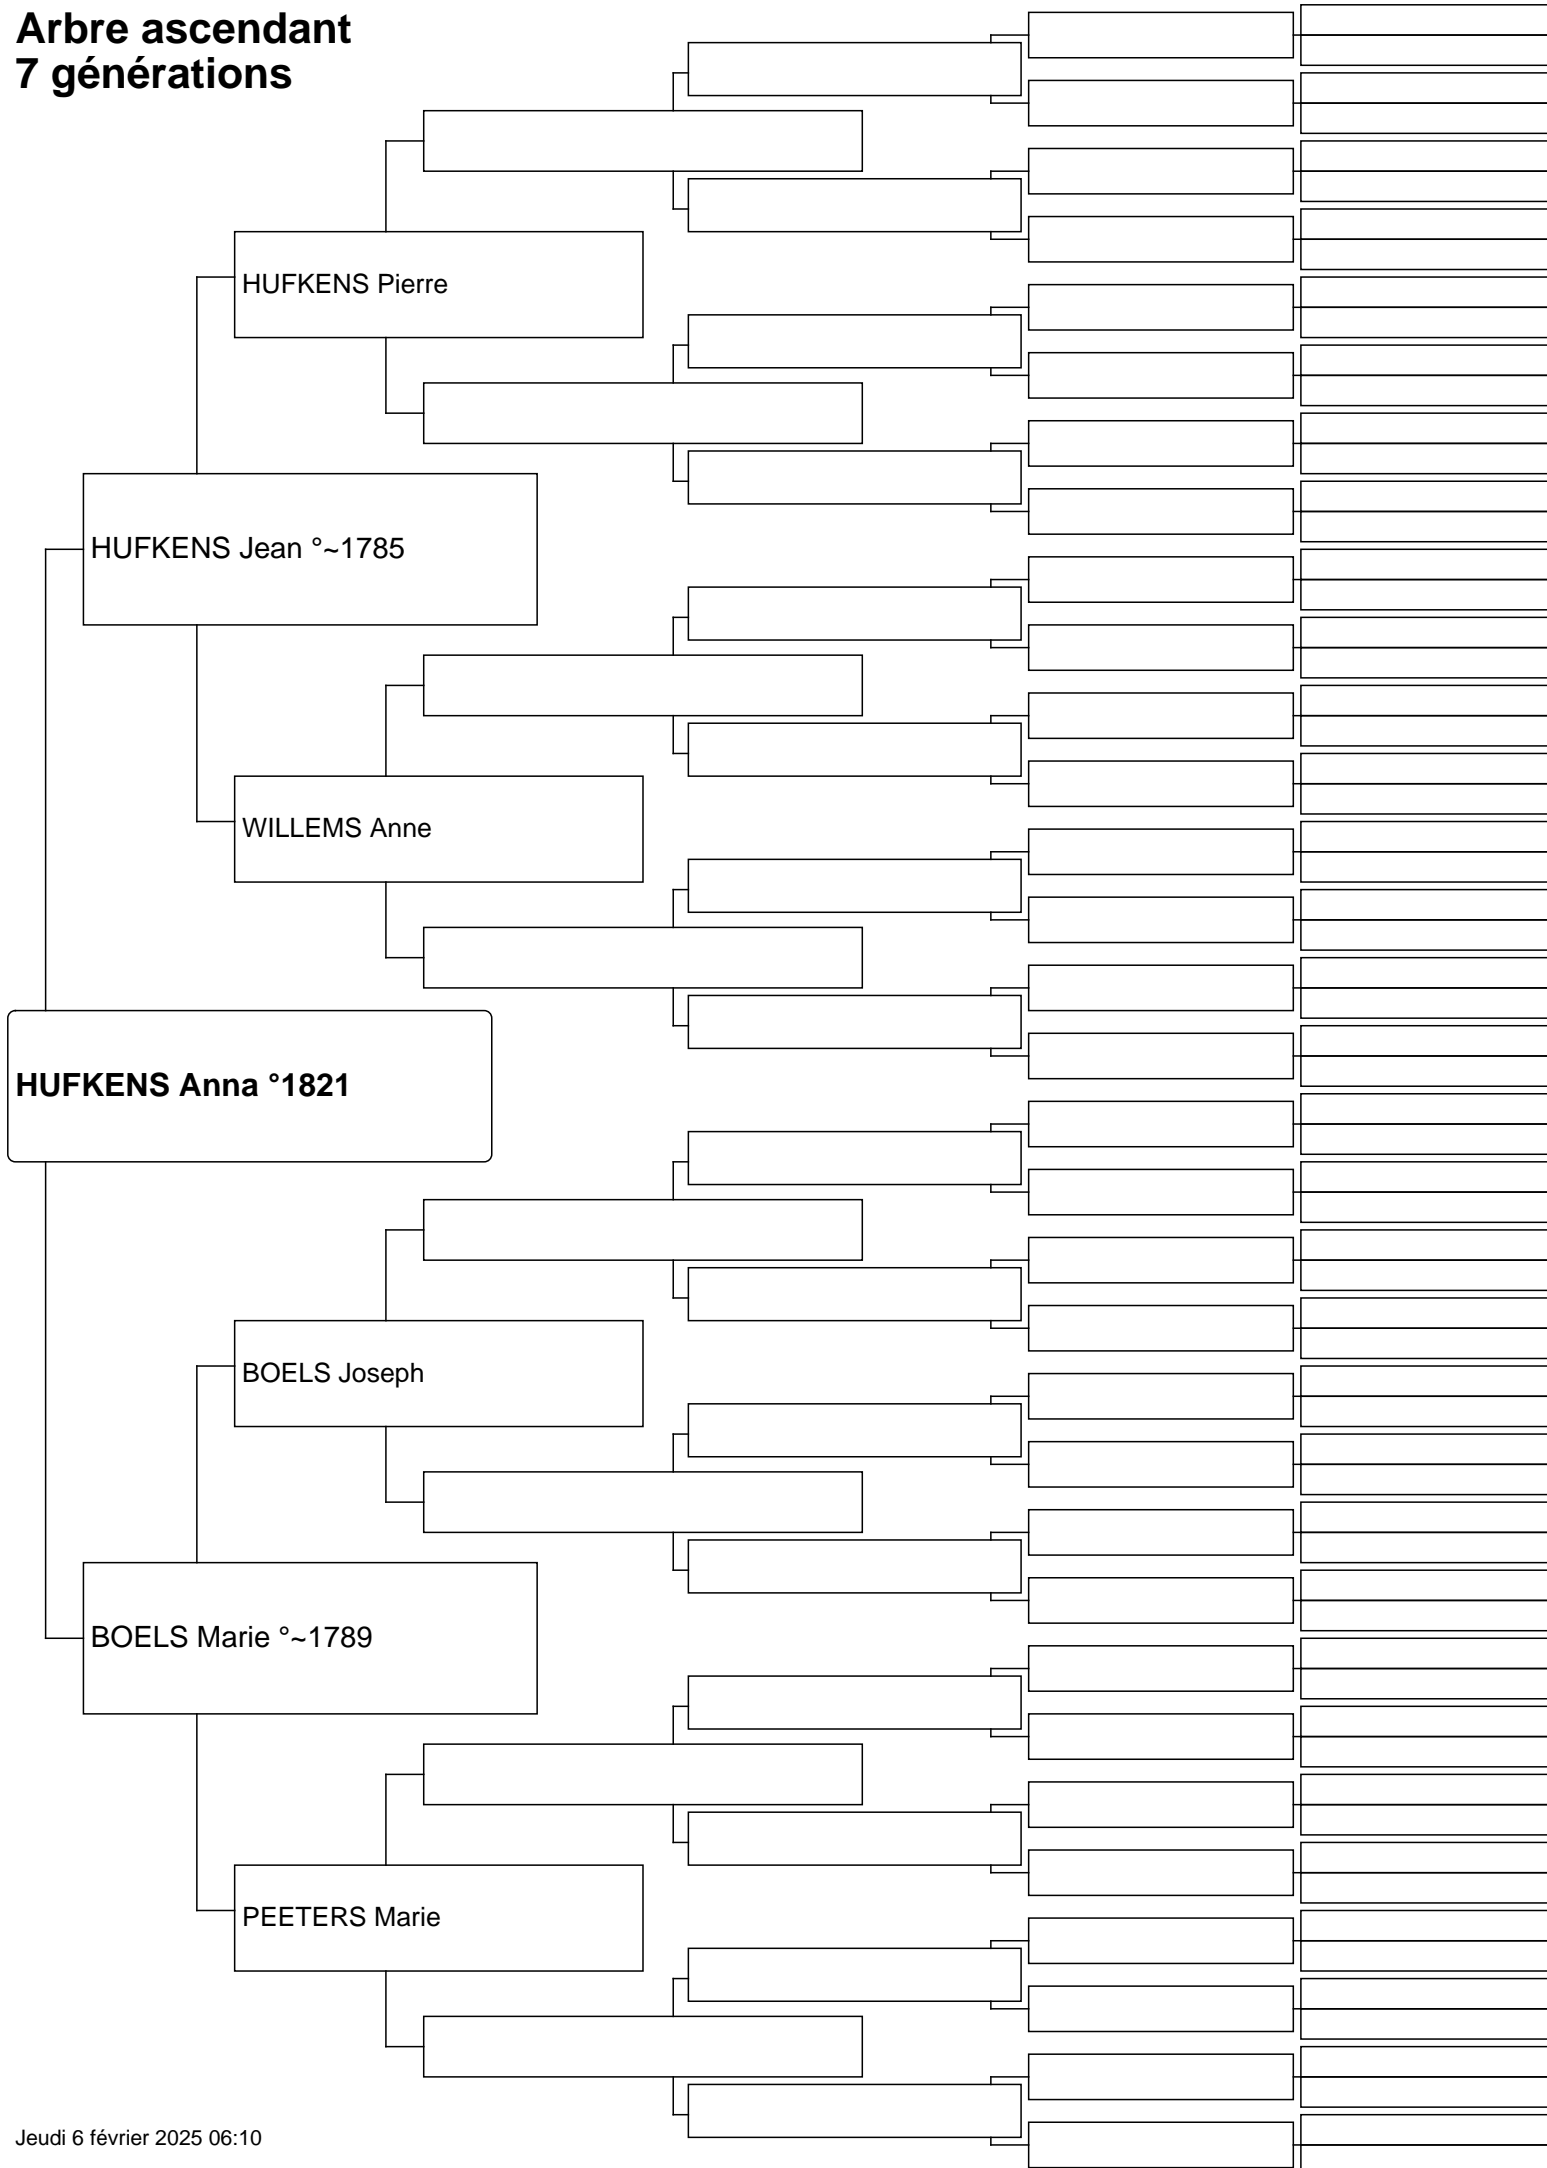 Arbre ascendant
7 générations
HUFKENS Pierre
HUFKENS Jean °~1785
WILLEMS Anne
HUFKENS Anna °1821
BOELS Joseph
BOELS Marie °~1789
PEETERS Marie
Jeudi 6 février 2025 06:10